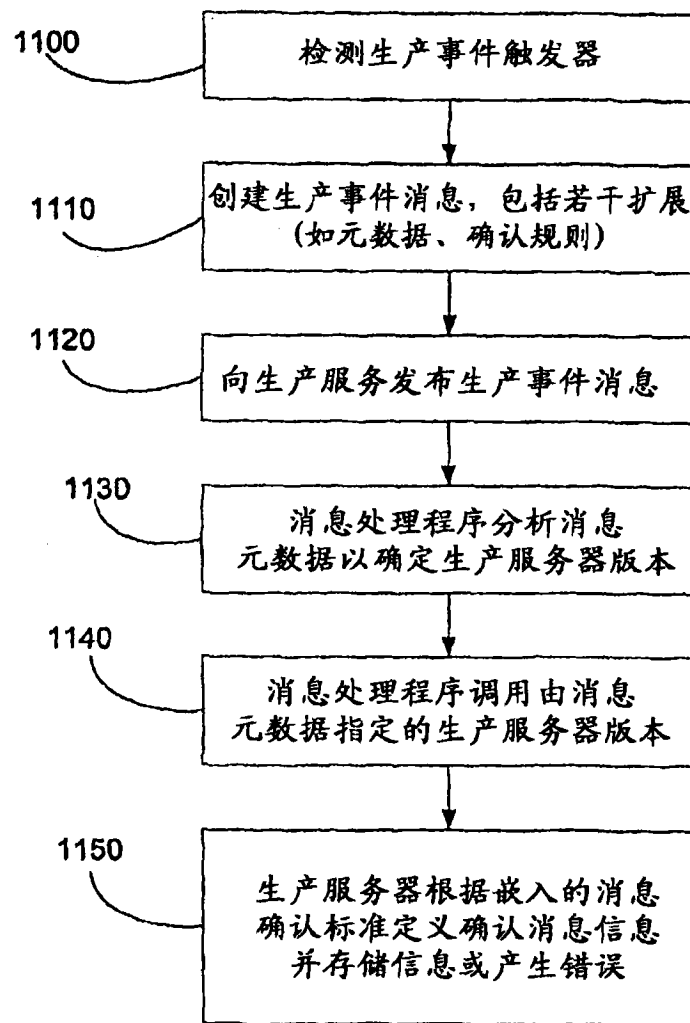 1100
检测生产事件触发器
1110
创建生产事件消息，包括若干扩展
(如元数据、确认规则)
1120
向生产服务发布生产事件消息
1130
消息处理程序分析消息
元数据以确定生产服务器版本
1140
消息处理程序调用由消息
元数据指定的生产服务器版本
1150
生产服务器根据嵌入的消息
确认标准定义确认消息信息
并存储信息或产生错误